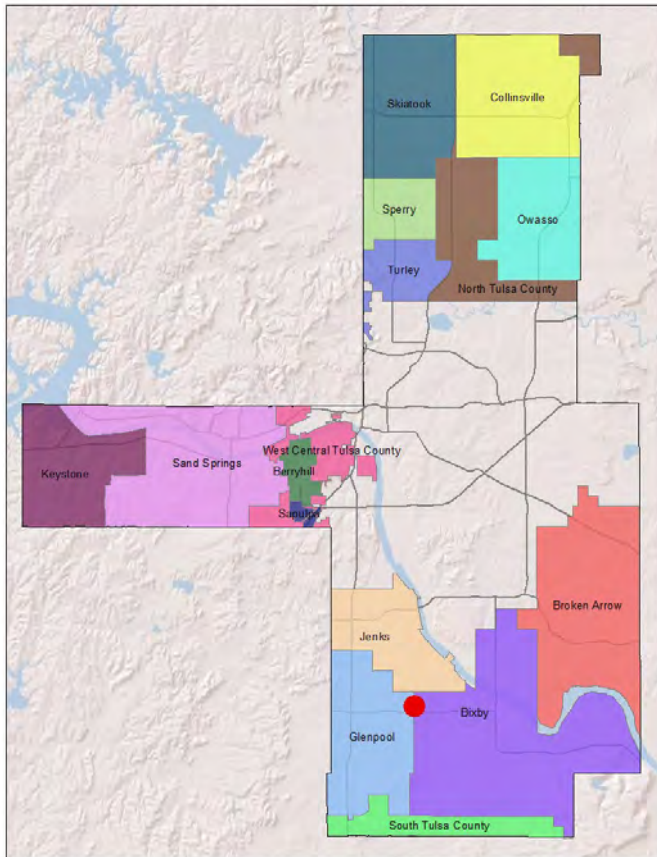 Skiatook
Collinsville
Sperry
Owasso
Turley
North Tulsa County
West Central Tulsa County
Keystone
Sand Springs
Berryhill
Sapulpa
Broken Arrow
Jenks
Bixby
Glenpool
South Tulsa County